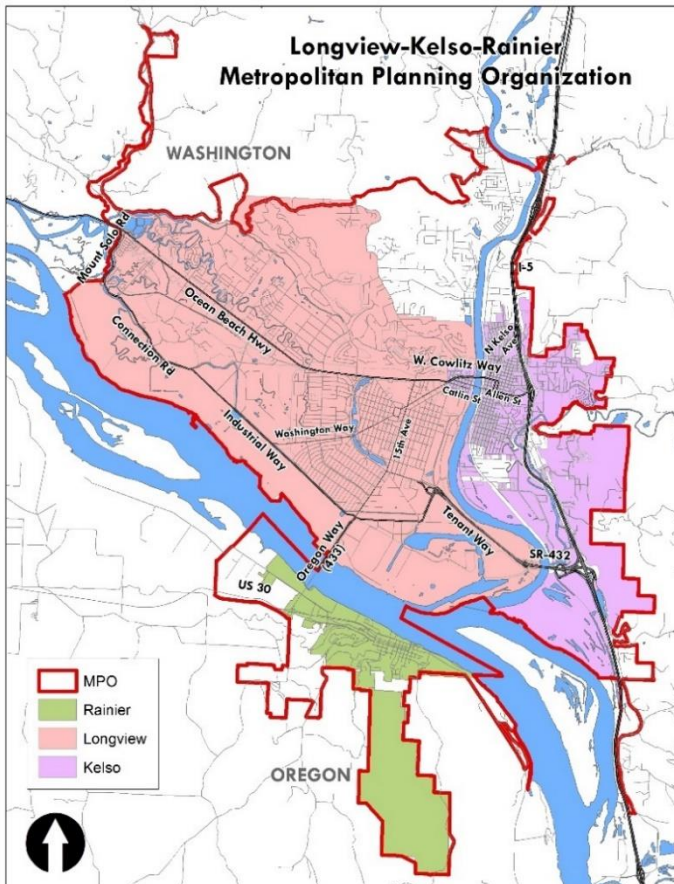 Longview-Kelso-Rainier
Metropolitan Planning Organization
WASHINGTON
Mount Solo Rd
I-5
Ocean Beach Hwy
N Kelso
Ave
W. Cowlitz Way
Connection Rd
Allen St
Catlin St
Washington Way
15th Ave
Industrial Way
Tenant Way
Oregon Way
(433)
SR-432
US 30
MPO
Rainier
Longview
Kelso
OREGON